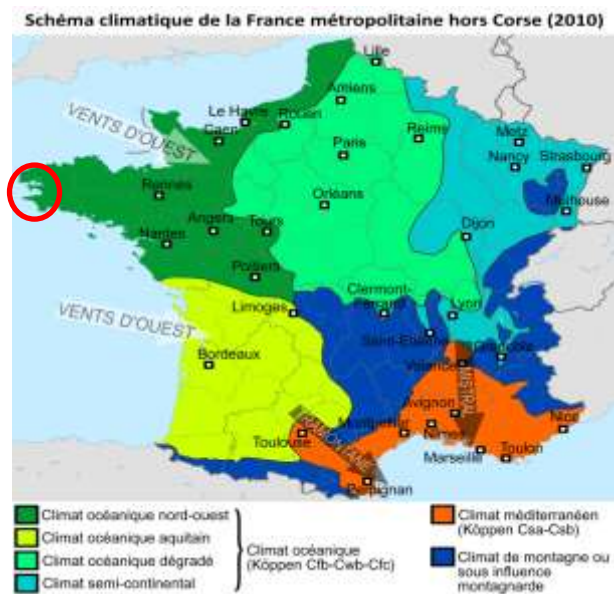 Schéma climatique de la France métropolitaine hors Corse (2010)
Lille
Amiens
VENTS D'OUEST
Le Havre
Rouen
Caen
Reims
Metz
Paris
Nancy
Strasbourg
Rennes
Orléans
Mulhouse
Angers
Tours
Nantes
Dijon
Poitiers
Clermont-
Ferrand
VENTS D'OUEST
Limoges
Lyon
Saint-Etienne
Grenoble
Bordeaux
Valence
MISTRAL
Avignon
Montpellier
Nîmes
Nice
Toulouse
TRAMONTANE
Marseille
Toulon
Perpignan
Climat océanique nord-ouest
Climat océanique aquitain
Climat océanique dégradé
Climat semi-continental
Climat océanique
(Köppen Cfb-Cwb-Cfc)
Climat méditerranéen
(Köppen Csa-Csb)
Climat de montagne ou
sous influence
montagnarde